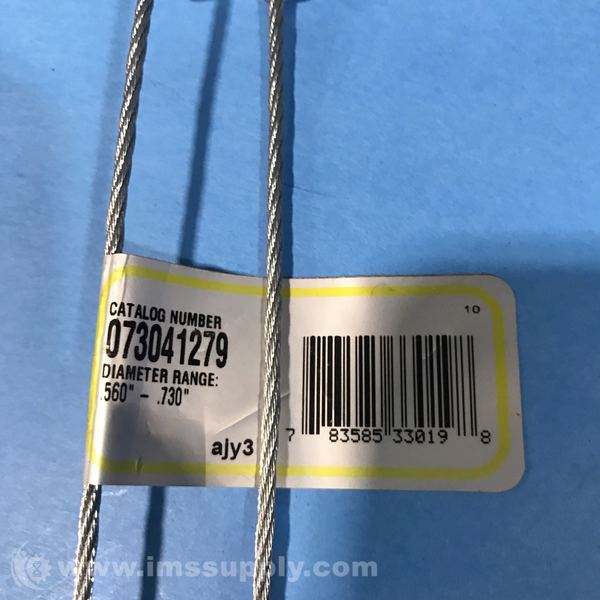 CATALOG NUMBER
073041279
DIAMETER RANGE:
.560" – .730"
ajy3
10
7 83585 33019 8
www.imssupply.com